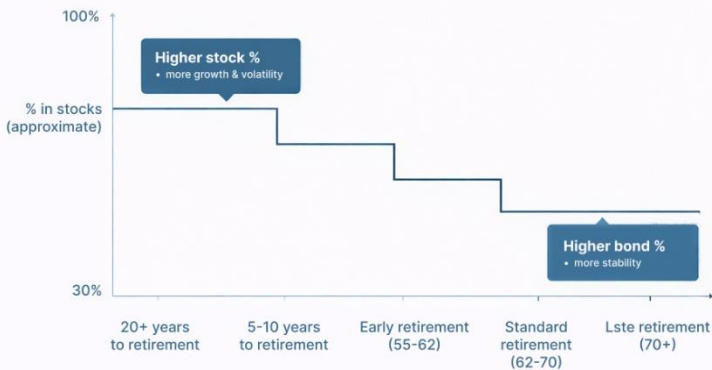 100%
Higher stock %
• more growth & volatility
% in stocks
(approximate)
Higher bond %
• more stability
30%
20+ years
to retirement
5-10 years
to retirement
Early retirement
(55-62)
Standard
retirement
(62-70)
Lste retirement
(70+)